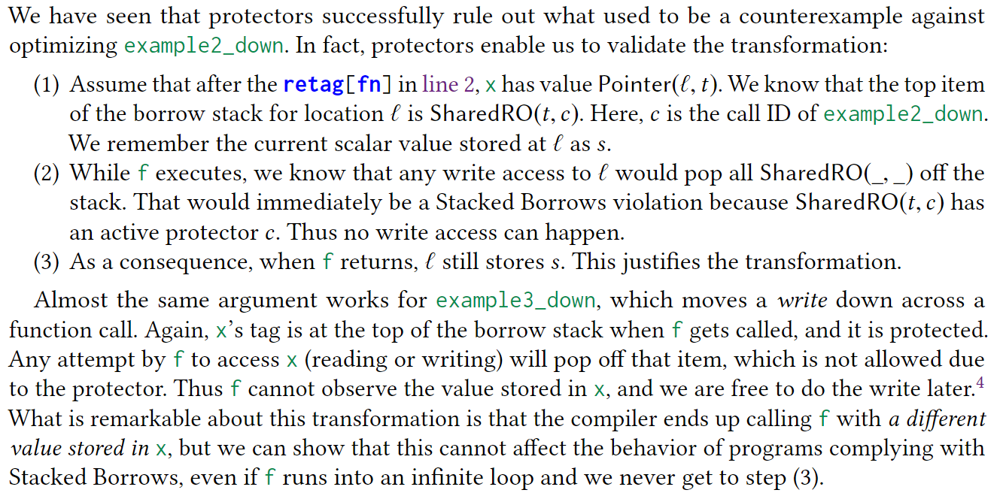 We have seen that protectors successfully rule out what used to be a counterexample against
optimizing example2_down. In fact, protectors enable us to validate the transformation:
(1) Assume that after the retag[fn] in line 2, x has value Pointer(ℓ, t). We know that the top item
of the borrow stack for location ℓ is SharedRO(t, c). Here, c is the call ID of example2_down.
We remember the current scalar value stored at ℓ as s.
(2) While f executes, we know that any write access to ℓ would pop all SharedRO(_, _) off the
stack. That would immediately be a Stacked Borrows violation because SharedRO(t, c) has
an active protector c. Thus no write access can happen.
(3) As a consequence, when f returns, ℓ still stores s. This justifies the transformation.
Almost the same argument works for example3_down, which moves a write down across a
function call. Again, x’s tag is at the top of the borrow stack when f gets called, and it is protected.
Any attempt by f to access x (reading or writing) will pop off that item, which is not allowed due
to the protector. Thus f cannot observe the value stored in x, and we are free to do the write later.⁴
What is remarkable about this transformation is that the compiler ends up calling f with a different
value stored in x, but we can show that this cannot affect the behavior of programs complying with
Stacked Borrows, even if f runs into an infinite loop and we never get to step (3).